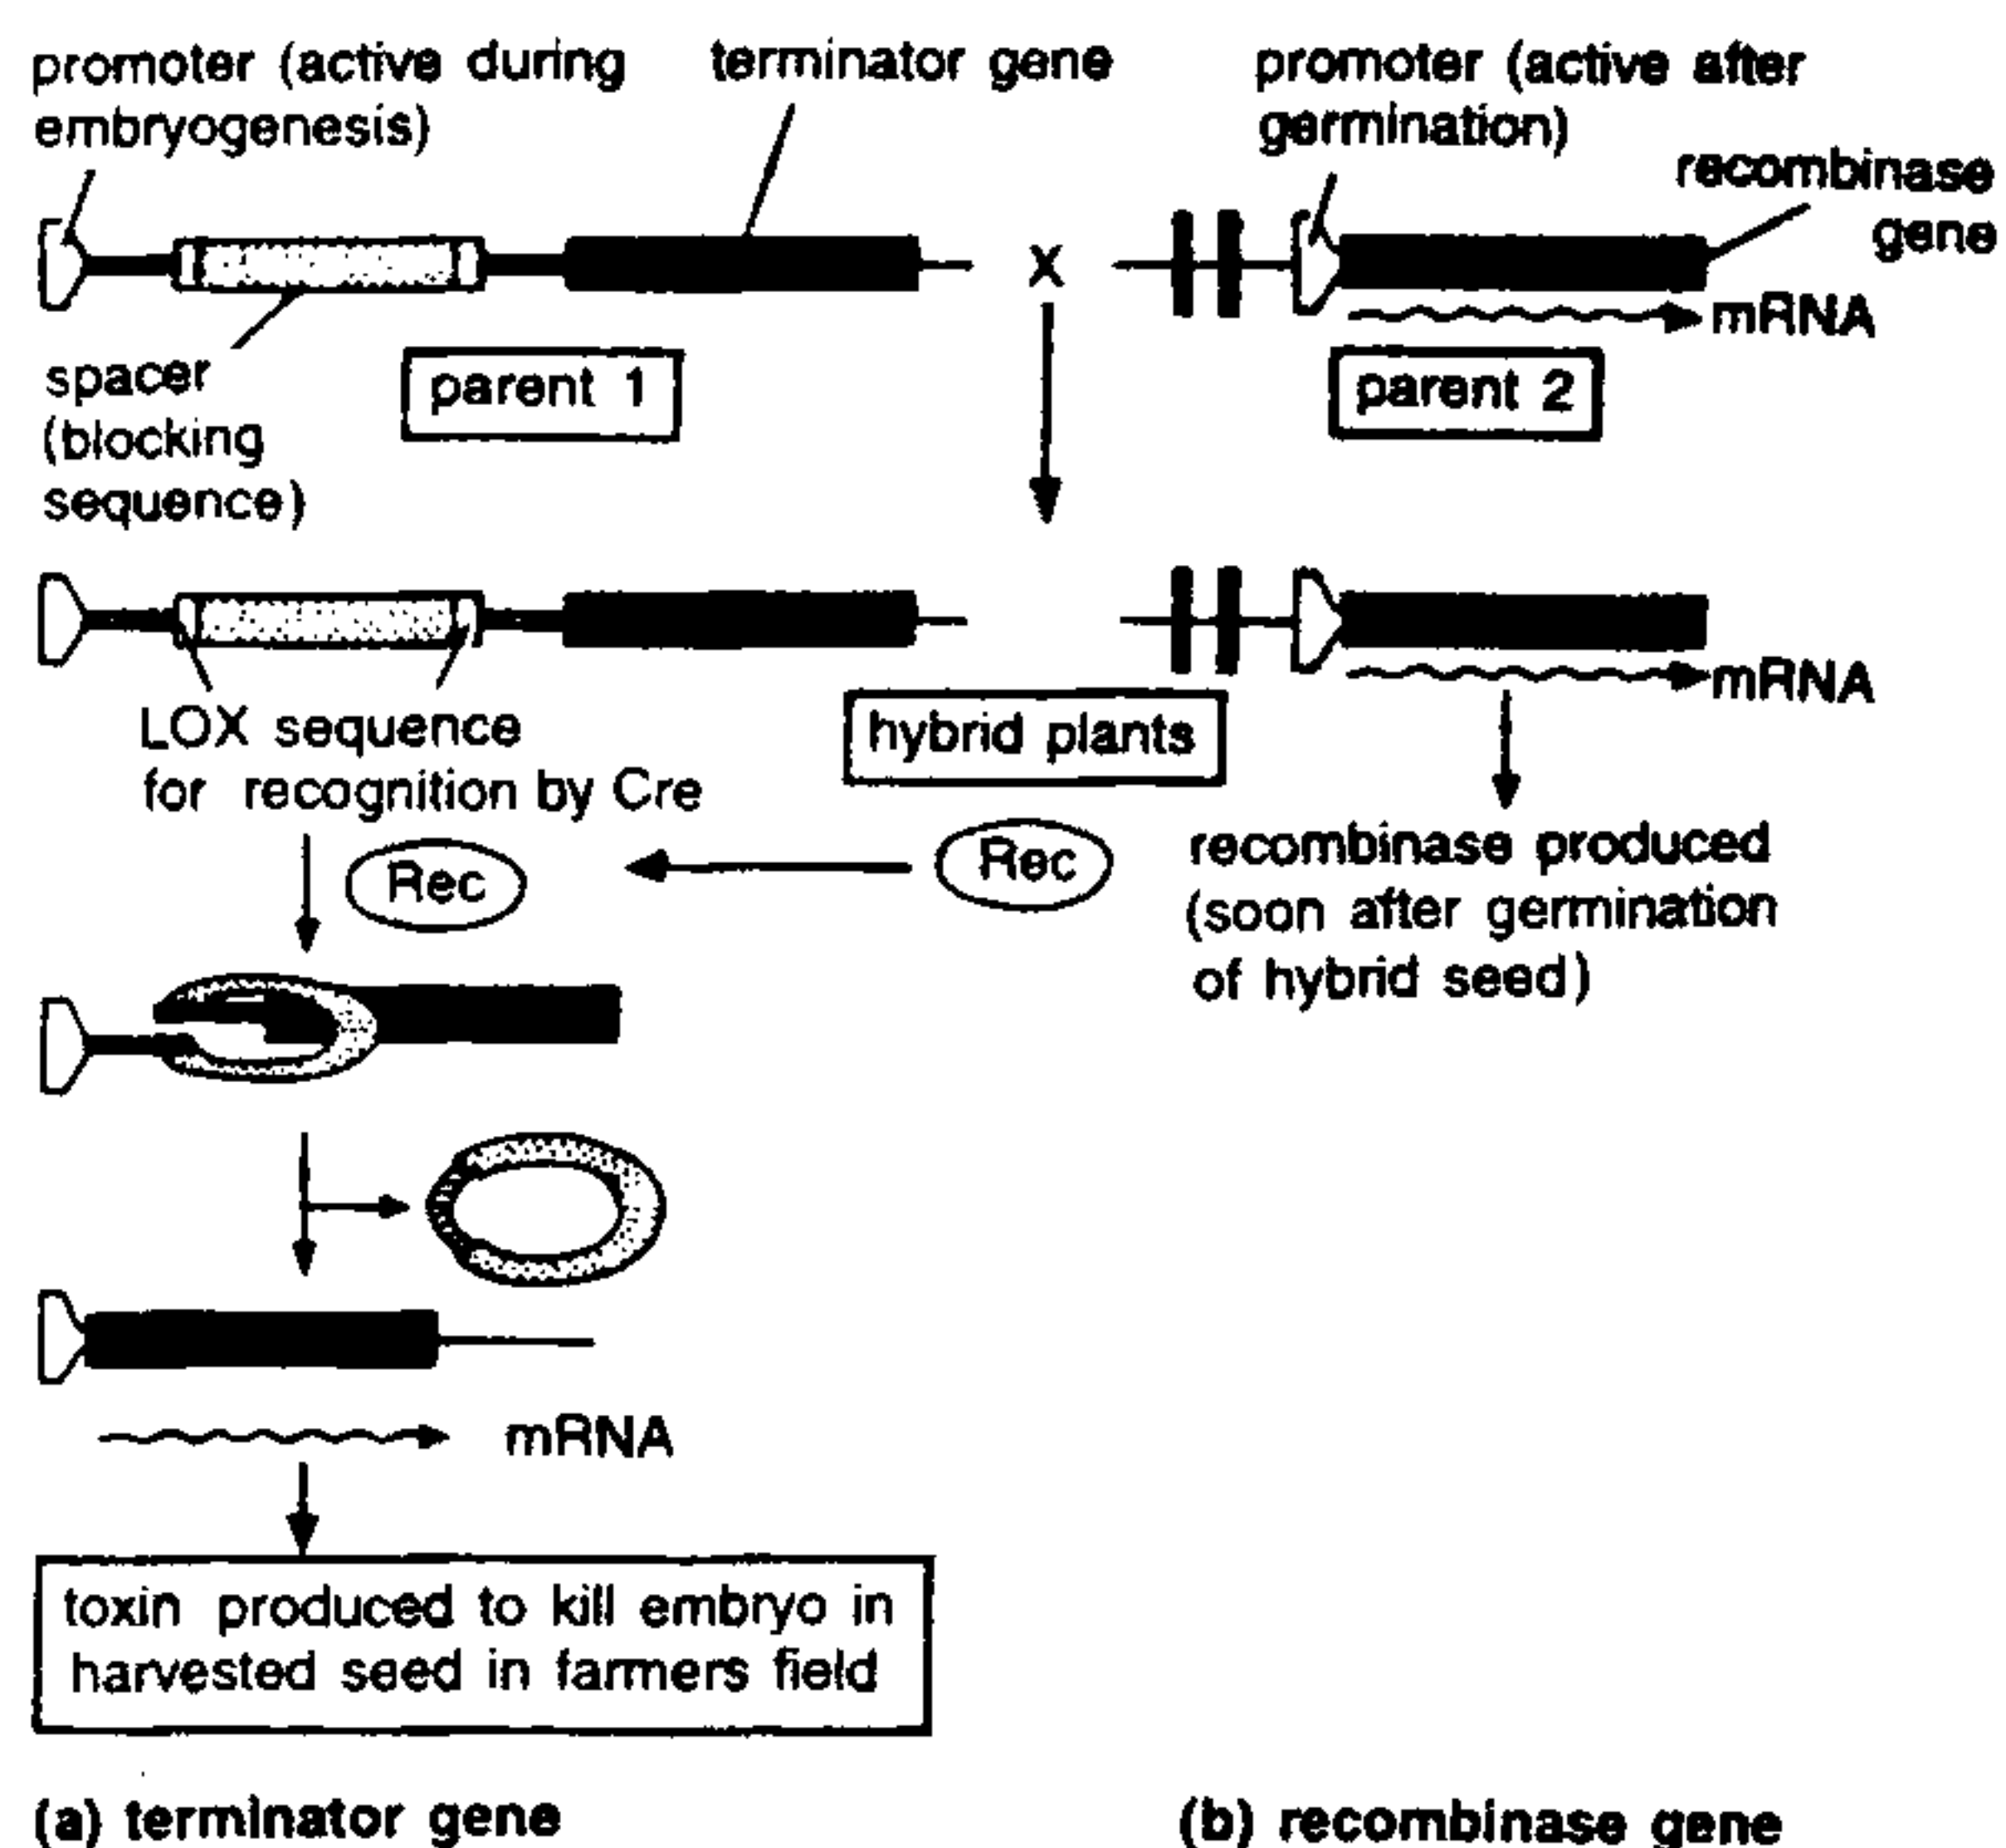 promoter (active during
embryogenesis)
terminator gene
promoter (active after
germination)
recombinase
gene
x
mRNA
spacer
(blocking
sequence)
parent 1
parent 2
mRNA
LOX sequence
for recognition by Cre
hybrid plants
Rec
Rec
recombinase produced
(soon after germination
of hybrid seed)
mRNA
toxin produced to kill embryo in
harvested seed in farmers field
(a) terminator gene
(b) recombinase gene